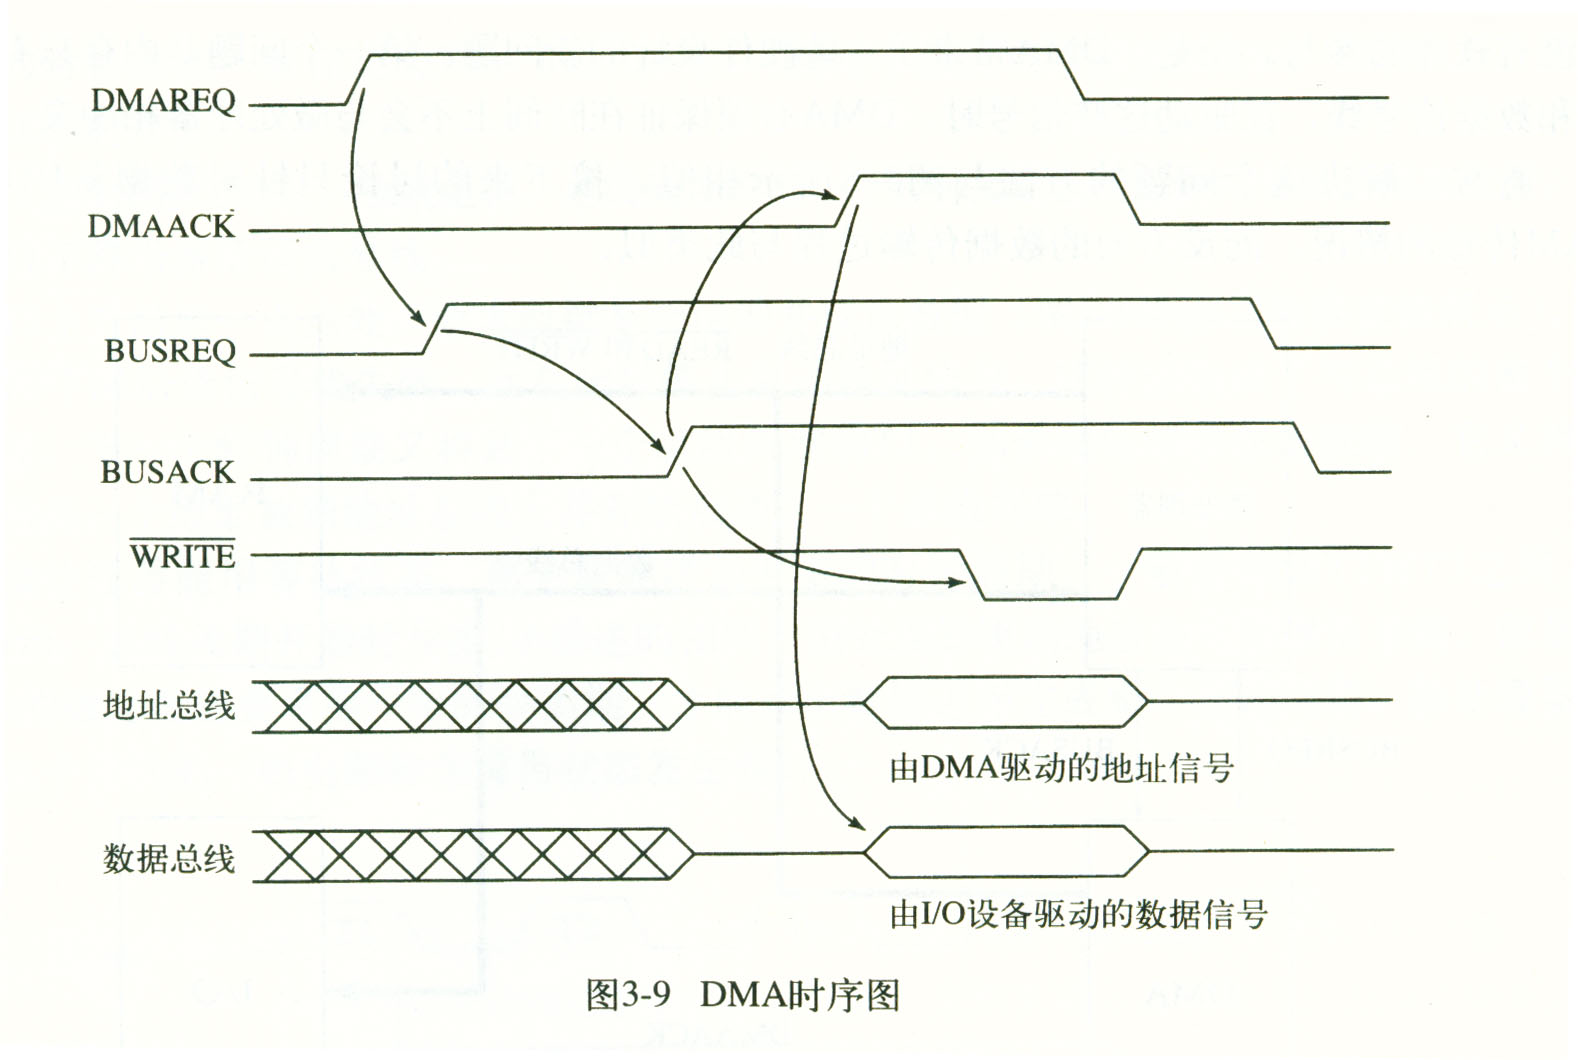 DMAREQ
DMAACK
BUSREQ
BUSACK
WRITE
地址总线
由DMA驱动的地址信号
数据总线
由I/O设备驱动的数据信号
图3-9 DMA时序图